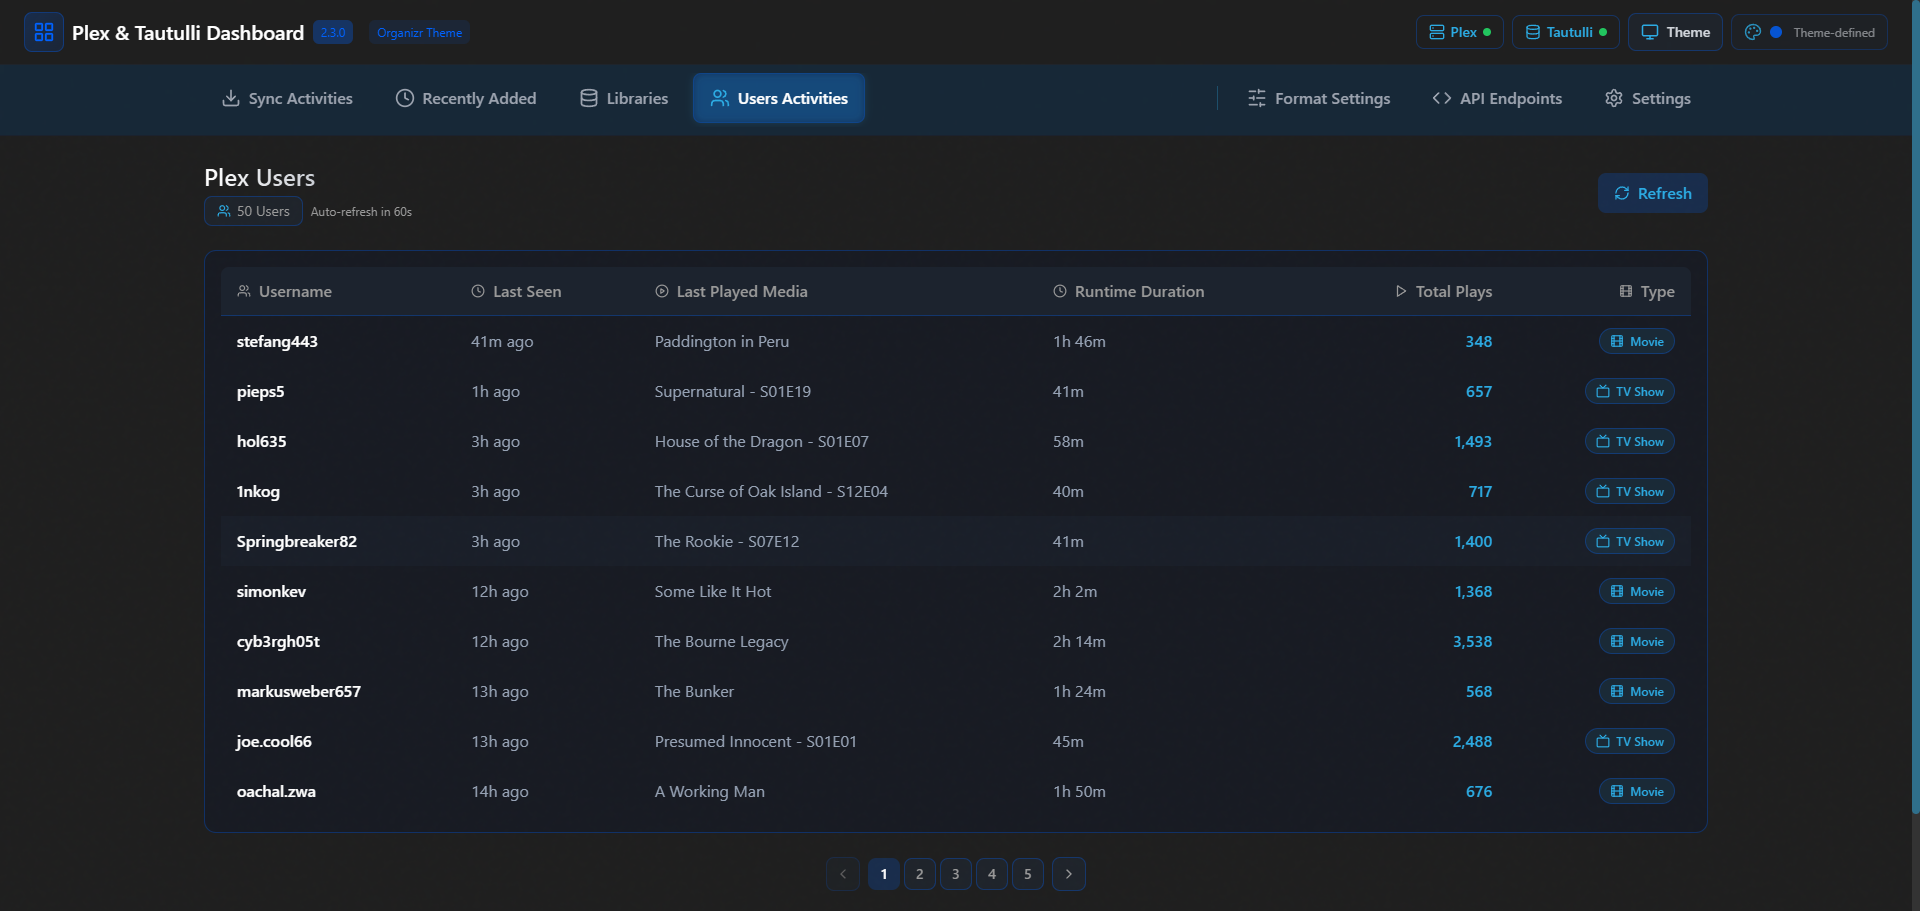 Plex & Tautulli Dashboard 2.3.0 Organizr Theme Plex Tautulli Theme Theme-defined
Sync Activities Recently Added Libraries Users Activities Format Settings API Endpoints Settings
Plex Users
50 Users Auto-refresh in 60s
Refresh
Username Last Seen Last Played Media Runtime Duration Total Plays Type
stefang443 41m ago Paddington in Peru 1h 46m 348 Movie
pieps5 1h ago Supernatural - S01E19 41m 657 TV Show
hol635 3h ago House of the Dragon - S01E07 58m 1,493 TV Show
1nkog 3h ago The Curse of Oak Island - S12E04 40m 717 TV Show
Springbreaker82 3h ago The Rookie - S07E12 41m 1,400 TV Show
simonkev 12h ago Some Like It Hot 2h 2m 1,368 Movie
cyb3rgh05t 12h ago The Bourne Legacy 2h 14m 3,538 Movie
markusweber657 13h ago The Bunker 1h 24m 568 Movie
joe.cool66 13h ago Presumed Innocent - S01E01 45m 2,488 TV Show
oachal.zwa 14h ago A Working Man 1h 50m 676 Movie
1 2 3 4 5